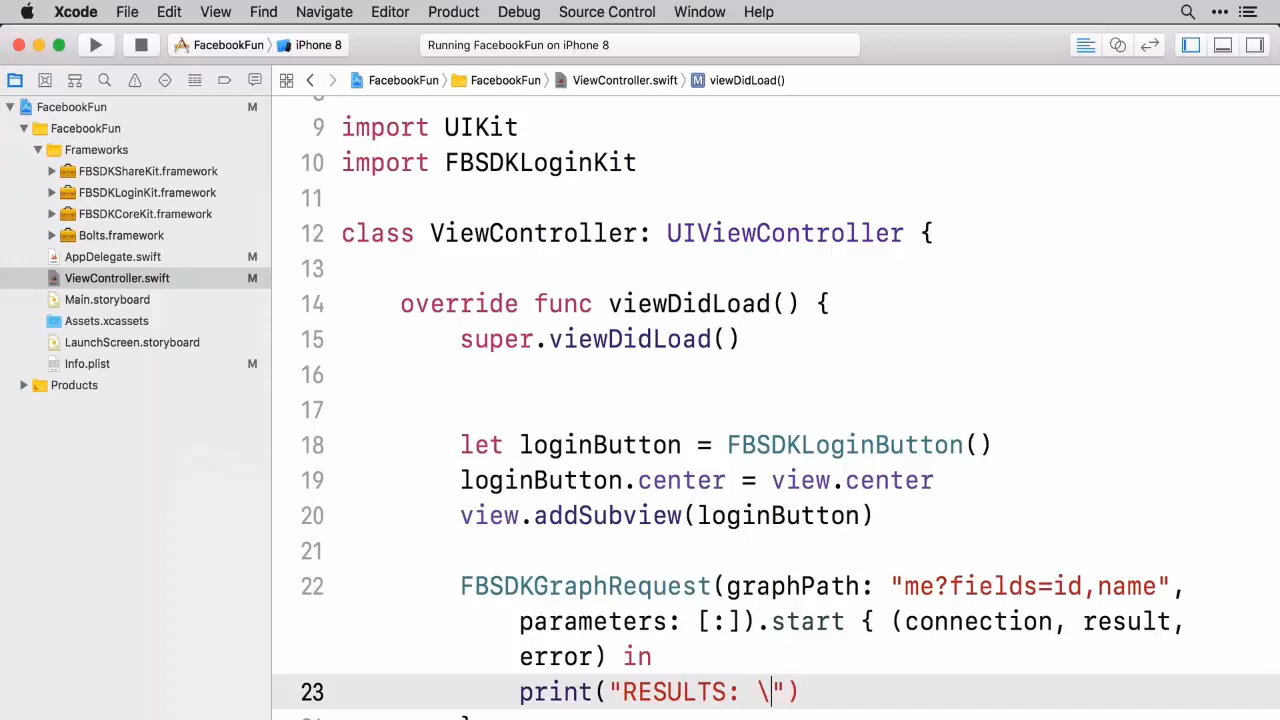 Xcode File Edit View Find Navigate Editor Product Debug Source Control Window Help
FacebookFun iPhone 8 Running FacebookFun on iPhone 8
FacebookFun FacebookFun ViewController.swift M viewDidLoad()
FacebookFun M
FacebookFun
Frameworks
FBSDKShareKit.framework
FBSDKLoginKit.framework
FBSDKCoreKit.framework
Bolts.framework
AppDelegate.swift M
ViewController.swift M
Main.storyboard
Assets.xcassets
LaunchScreen.storyboard
Info.plist M
Products
8
9 import UIKit
10 import FBSDKLoginKit
11
12 class ViewController: UIViewController {
13
14 override func viewDidLoad() {
15 super.viewDidLoad()
16
17
18 let loginButton = FBSDKLoginButton()
19 loginButton.center = view.center
20 view.addSubview(loginButton)
21
22 FBSDKGraphRequest(graphPath: "me?fields=id,name",
parameters: [:]).start { (connection, result,
error) in
23 print("RESULTS: \")